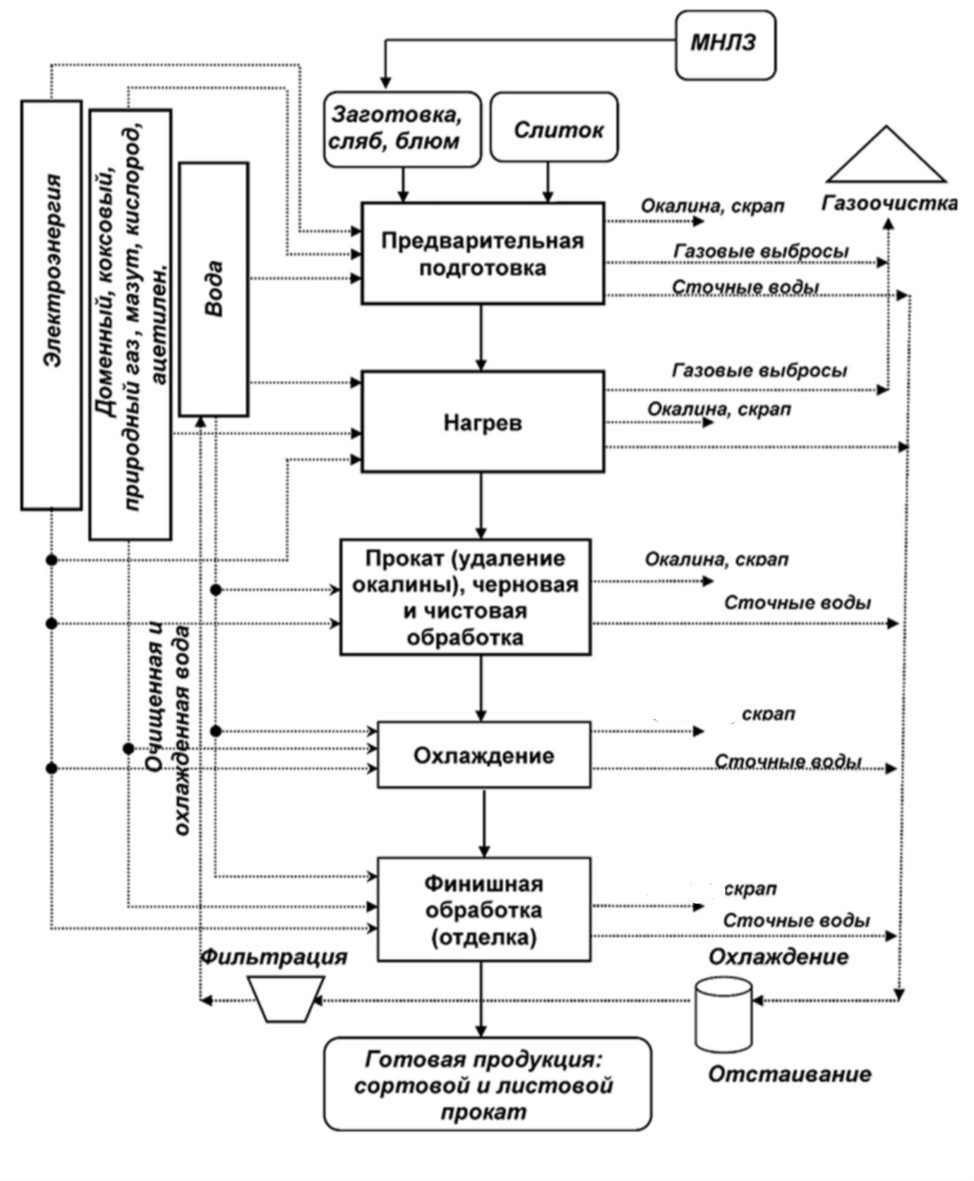 МНЛЗ
Заготовка,
сляб, блюм
Слиток
Газоочистка
Электроэнергия
Доменный, коксовый,
природный газ, мазут, кислород,
ацетилен.
Вода
Предварительная
подготовка
Окалина, скрап
Газовые выбросы
Сточные воды
Нагрев
Газовые выбросы
Окалина, скрап
Прокат (удаление
окалины), черновая
и чистовая
обработка
Окалина, скрап
Сточные воды
Очищенная и
охлажденная вода
Охлаждение
скрап
Сточные воды
Финишная
обработка
(отделка)
скрап
Сточные воды
Фильтрация
Охлаждение
Отстаивание
Готовая продукция:
сортовой и листовой
прокат